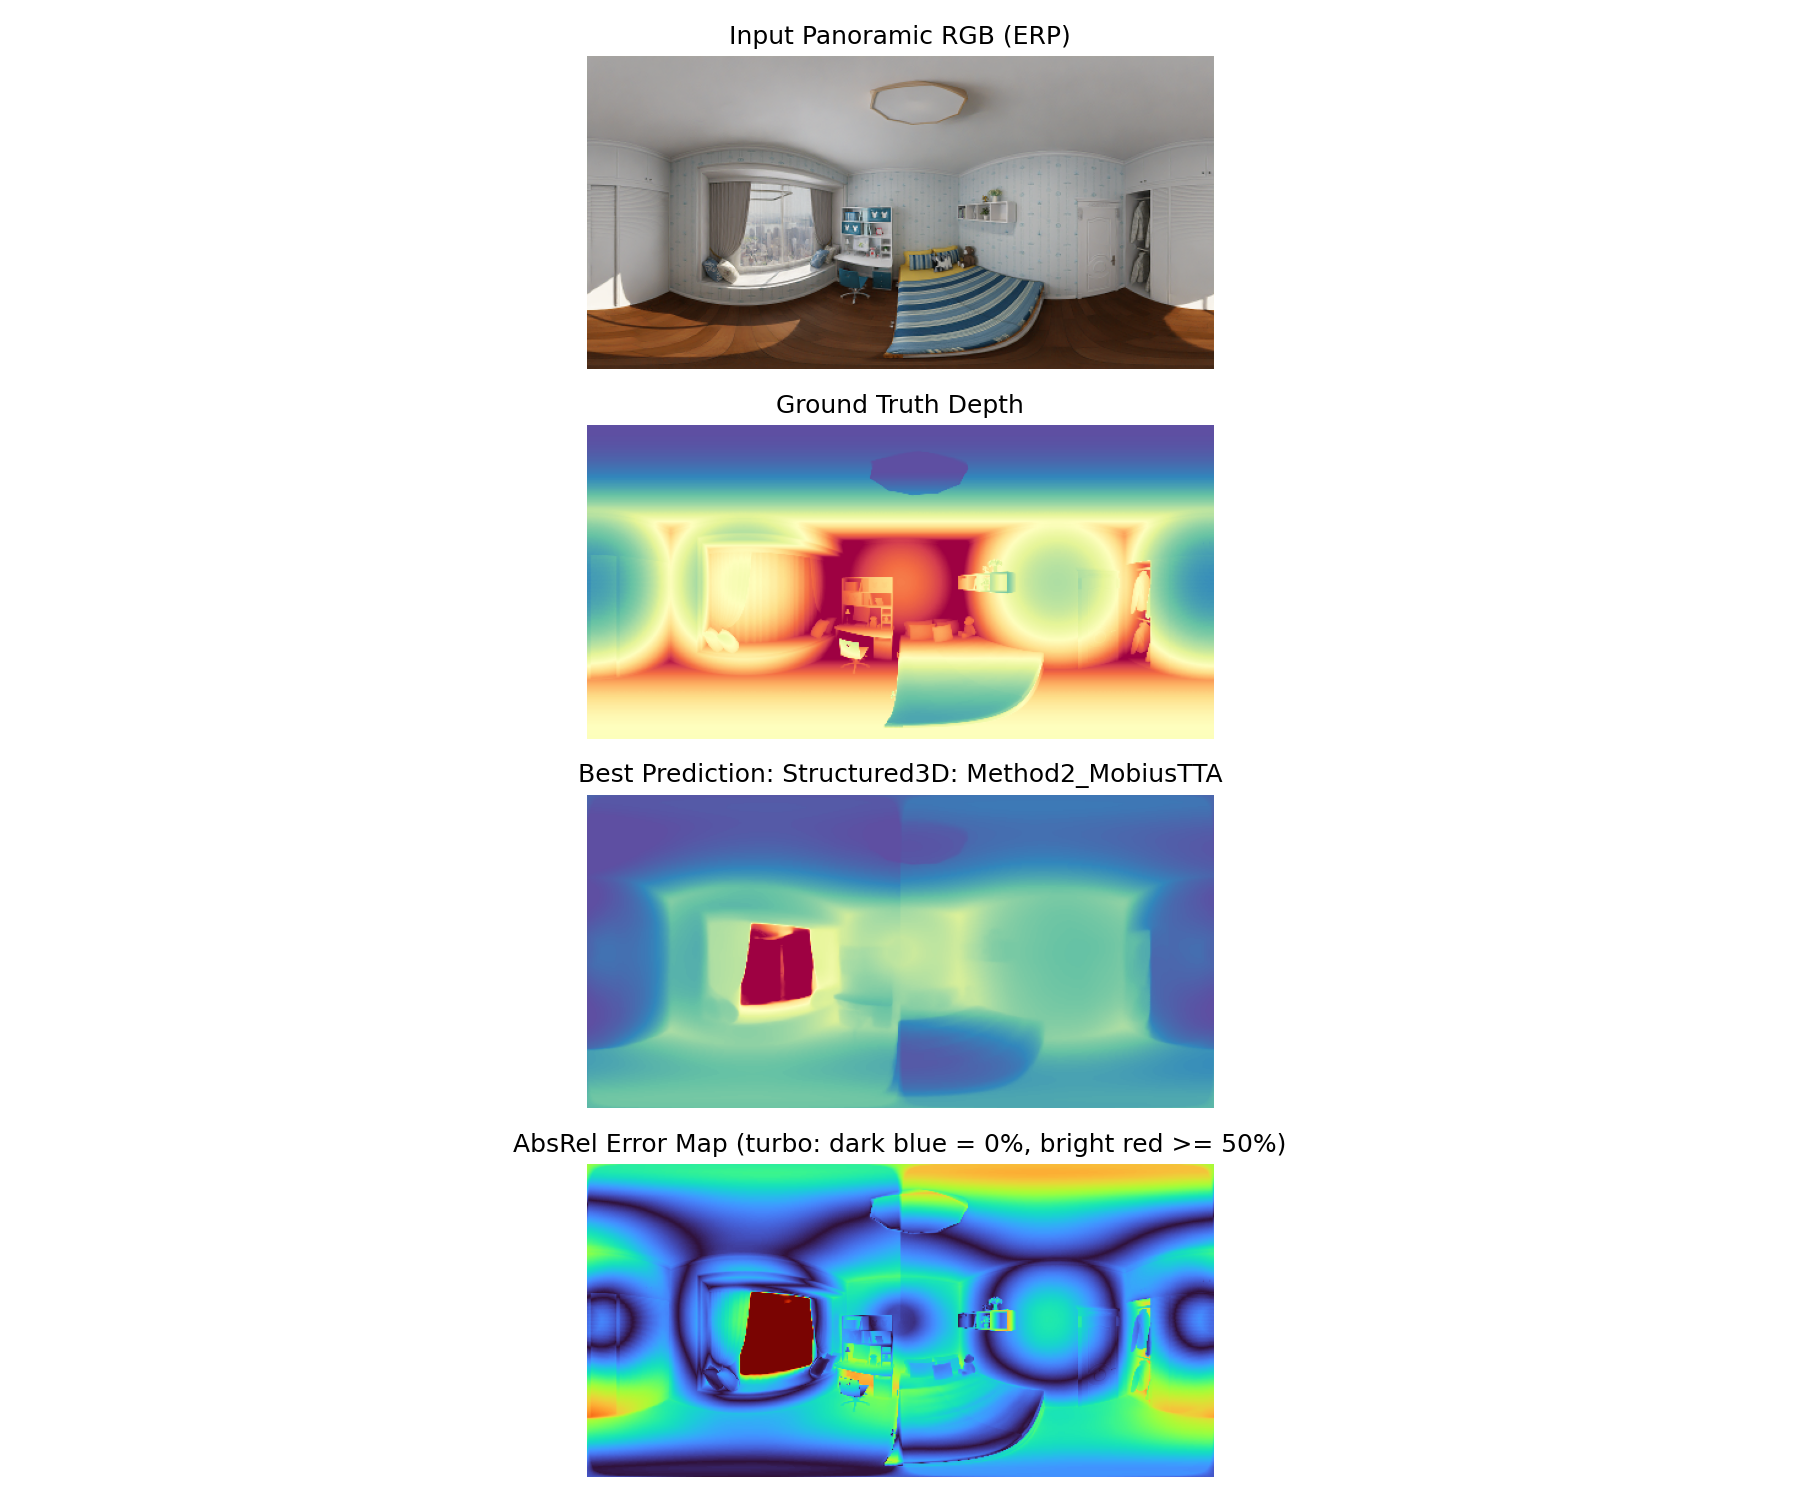 Input Panoramic RGB (ERP)
Ground Truth Depth
Best Prediction: Structured3D: Method2_MobiusTTA
AbsRel Error Map (turbo: dark blue = 0%, bright red >= 50%)